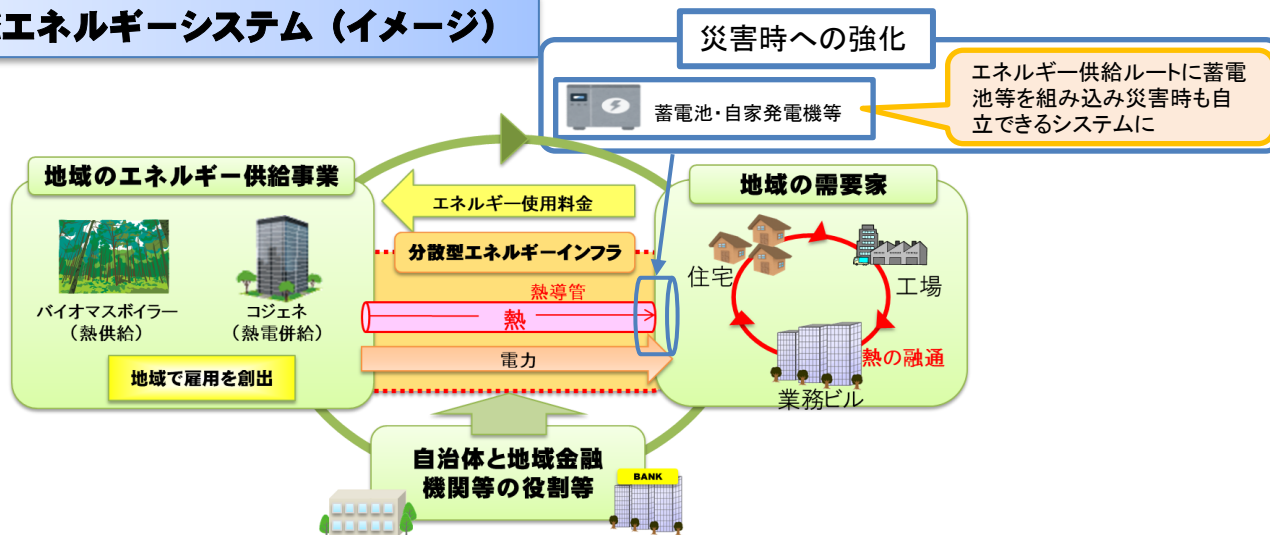 エネルギーシステム（イメージ）
災害時への強化
蓄電池・自家発電機等
エネルギー供給ルートに蓄電
池等を組み込み災害時も自
立できるシステムに
地域のエネルギー供給事業
バイオマスボイラー
（熱供給）
コジェネ
（熱電併給）
地域で雇用を創出
エネルギー使用料金
分散型エネルギーインフラ
熱導管
熱
電力
地域の需要家
住宅
工場
熱の融通
業務ビル
自治体と地域金融
機関等の役割等
BANK